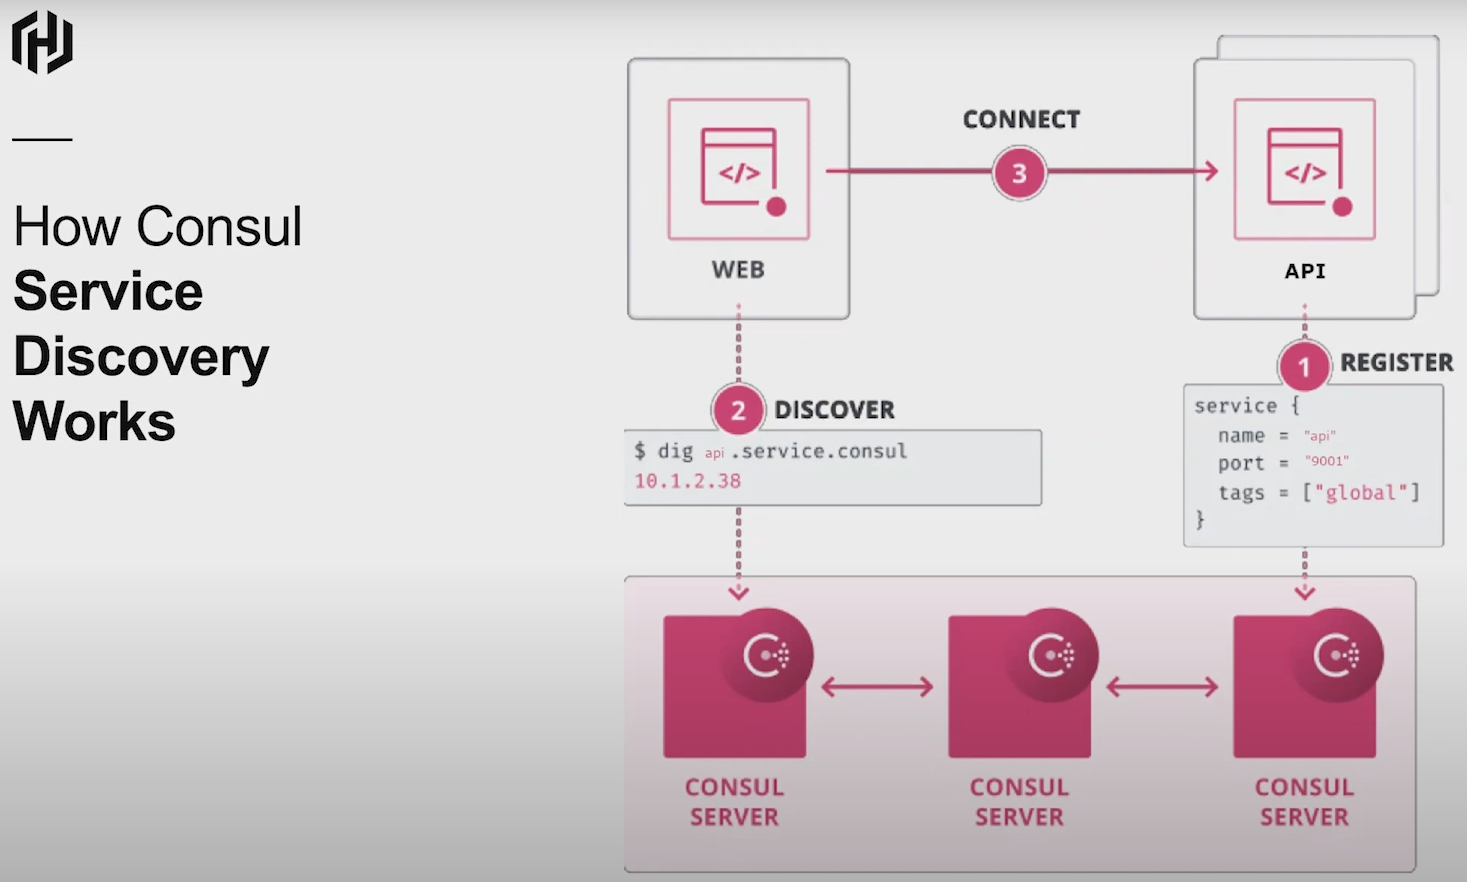 How Consul
Service
Discovery
Works
CONNECT
3
</>
WEB
</>
API
1 REGISTER
service {
name = "api"
port = "9001"
tags = ["global"]
}
2 DISCOVER
$ dig api .service.consul
10.1.2.38
CONSUL
SERVER
CONSUL
SERVER
CONSUL
SERVER